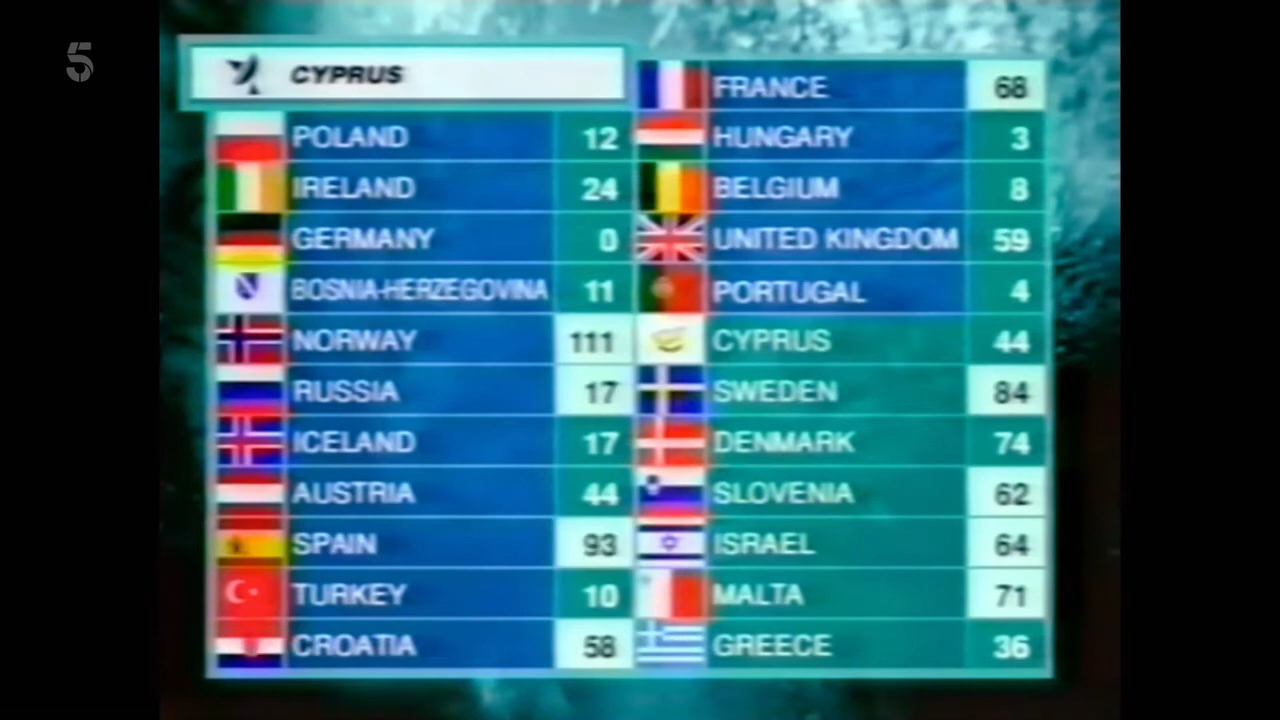 5
CYPRUS
POLAND 12
IRELAND 24
GERMANY 0
BOSNIA-HERZEGOVINA 11
NORWAY 111
RUSSIA 17
ICELAND 17
AUSTRIA 44
SPAIN 93
TURKEY 10
CROATIA 58
FRANCE 68
HUNGARY 3
BELGIUM 8
UNITED KINGDOM 59
PORTUGAL 4
CYPRUS 44
SWEDEN 84
DENMARK 74
SLOVENIA 62
ISRAEL 64
MALTA 71
GREECE 36